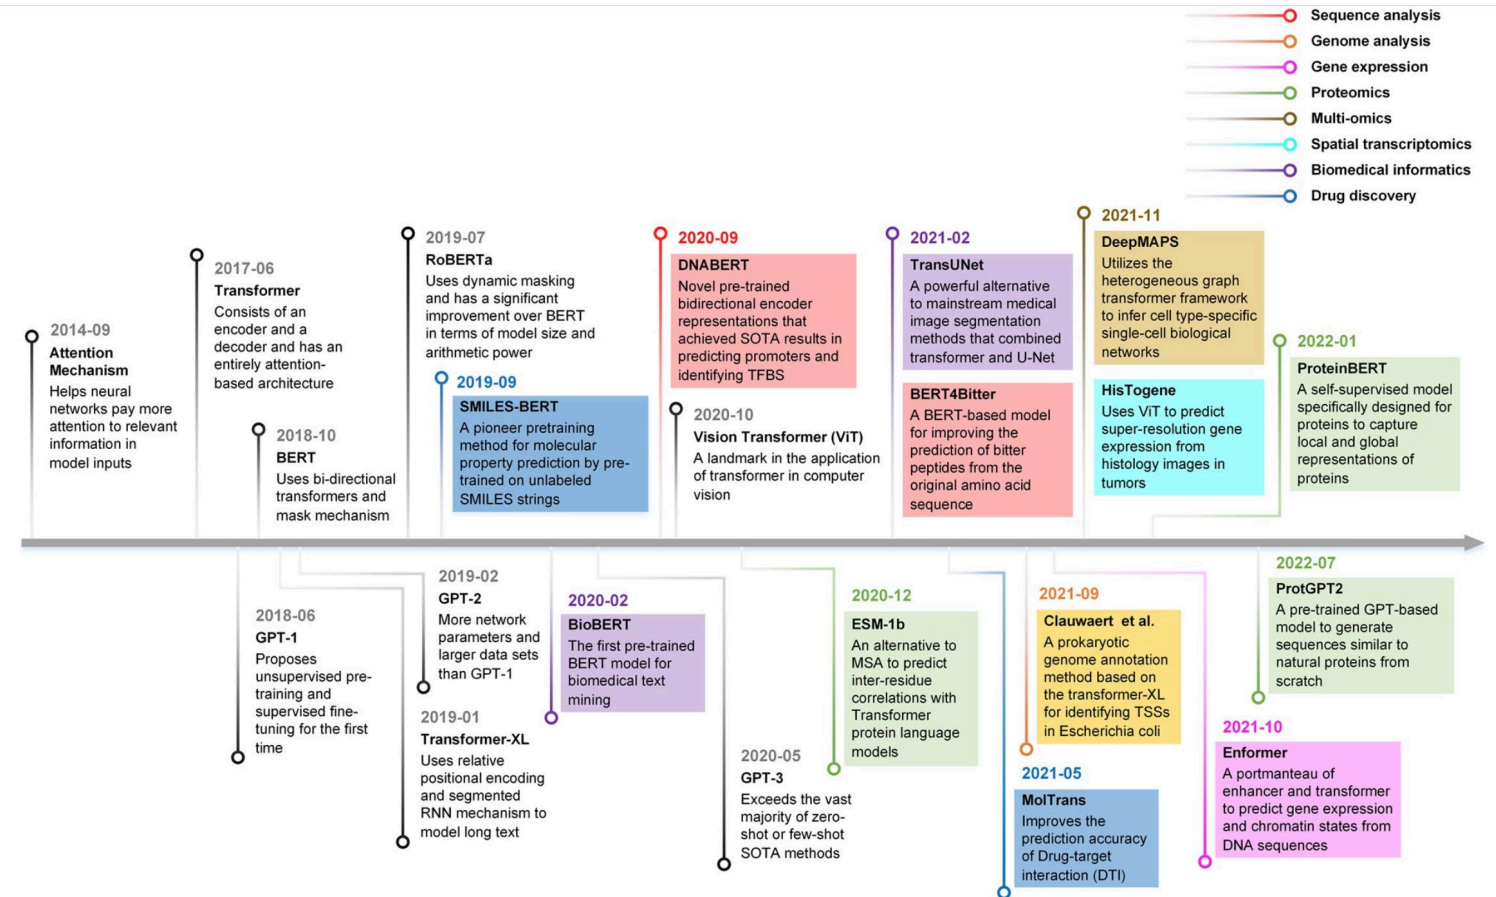 Sequence analysis
Genome analysis
Gene expression
Proteomics
Multi-omics
Spatial transcriptomics
Biomedical informatics
Drug discovery
2014-09
Attention
Mechanism
Helps neural
networks pay more
attention to relevant
information in
model inputs
2017-06
Transformer
Consists of an
encoder and a
decoder and has an
entirely attention-
based architecture
2018-10
BERT
Uses bi-directional
transformers and
mask mechanism
2019-07
RoBERTa
Uses dynamic masking
and has a significant
improvement over BERT
in terms of model size and
arithmetic power
2019-09
SMILES-BERT
A pioneer pretraining
method for molecular
property prediction by pre-
trained on unlabeled
SMILES strings
2020-09
DNABERT
Novel pre-trained
bidirectional encoder
representations that
achieved SOTA results in
predicting promoters and
identifying TFBS
2020-10
Vision Transformer (ViT)
A landmark in the application
of transformer in computer
vision
2021-02
TransUNet
A powerful alternative
to mainstream medical
image segmentation
methods that combined
transformer and U-Net
BERT4Bitter
A BERT-based model
for improving the
prediction of bitter
peptides from the
original amino acid
sequence
2021-11
DeepMAPS
Utilizes the
heterogeneous graph
transformer framework
to infer cell type-specific
single-cell biological
networks
HisTogene
Uses ViT to predict
super-resolution gene
expression from
histology images in
tumors
2022-01
ProteinBERT
A self-supervised model
specifically designed for
proteins to capture
local and global
representations of
proteins
2018-06
GPT-1
Proposes
unsupervised pre-
training and
supervised fine-
tuning for the first
time
2019-02
GPT-2
More network
parameters and
larger data sets
than GPT-1
2019-01
Transformer-XL
Uses relative
positional encoding
and segmented
RNN mechanism to
model long text
2020-02
BioBERT
The first pre-trained
BERT model for
biomedical text
mining
2020-05
GPT-3
Exceeds the vast
majority of zero-
shot or few-shot
SOTA methods
2020-12
ESM-1b
An alternative to
MSA to predict
inter-residue
correlations with
Transformer
protein language
models
2021-09
Clauwaert et al.
A prokaryotic
genome annotation
method based on
the transformer-XL
for identifying TSSs
in Escherichia coli
2021-05
MolTrans
Improves the
prediction accuracy
of Drug-target
interaction (DTI)
2022-07
ProtGPT2
A pre-trained GPT-based
model to generate
sequences similar to
natural proteins from
scratch
2021-10
Enformer
A portmanteau of
enhancer and transformer
to predict gene expression
and chromatin states from
DNA sequences